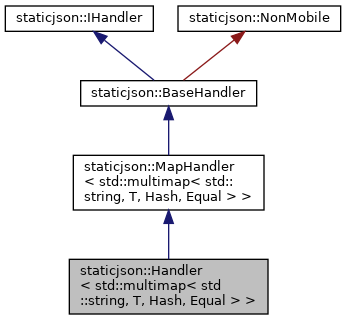 staticjson::IHandler
staticjson::NonMobile
staticjson::BaseHandler
staticjson::MapHandler
< std::multimap< std::
string, T, Hash, Equal > >
staticjson::Handler
< std::multimap< std
::string, T, Hash, Equal > >